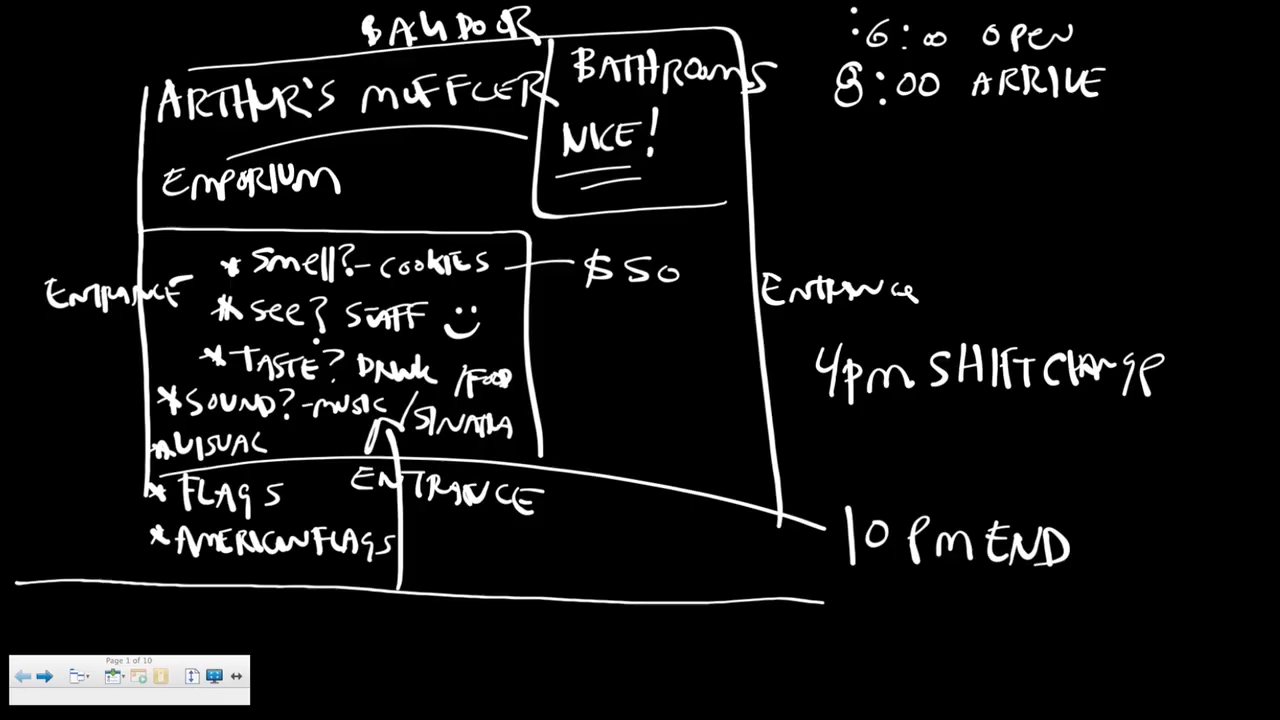 BACKDOOR
:6:00 OPEN
8:00 ARRIVE
ARTHUR'S MUFFLER
EMPORIUM
BATHROOMS
NICE!
* Smell? - COOKIES — $50
* SEE? STAFF
* TASTE? DRINK / FOOD
* SOUND? - MUSIC / SINATRA
VISUAL
* FLAGS
* AMERICAN FLAGS
ENTRANCE
ENTRANCE
ENTRANCE
4pm SHIFT CHANGE
10 PM END
Page 1 of 10